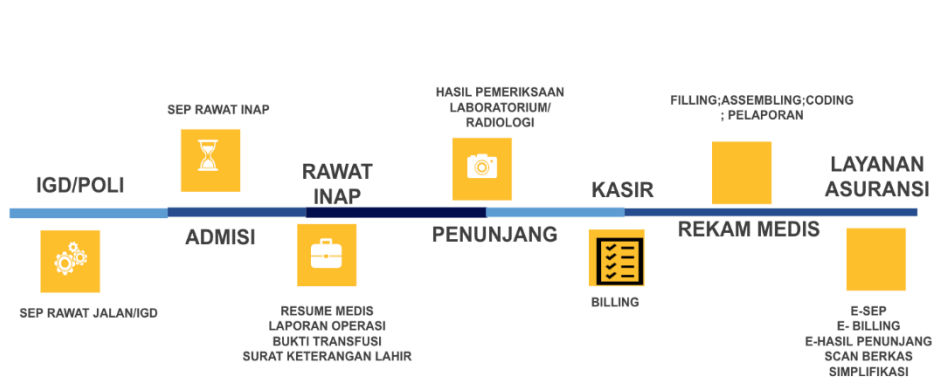 IGD/POLI
SEP RAWAT JALAN/IGD
SEP RAWAT INAP
ADMISI
RAWAT
INAP
RESUME MEDIS
LAPORAN OPERASI
BUKTI TRANSFUSI
SURAT KETERANGAN LAHIR
HASIL PEMERIKSAAN
LABORATORIUM/
RADIOLOGI
PENUNJANG
KASIR
BILLING
FILLING;ASSEMBLING;CODING
; PELAPORAN
REKAM MEDIS
LAYANAN
ASURANSI
E-SEP
E- BILLING
E-HASIL PENUNJANG
SCAN BERKAS
SIMPLIFIKASI